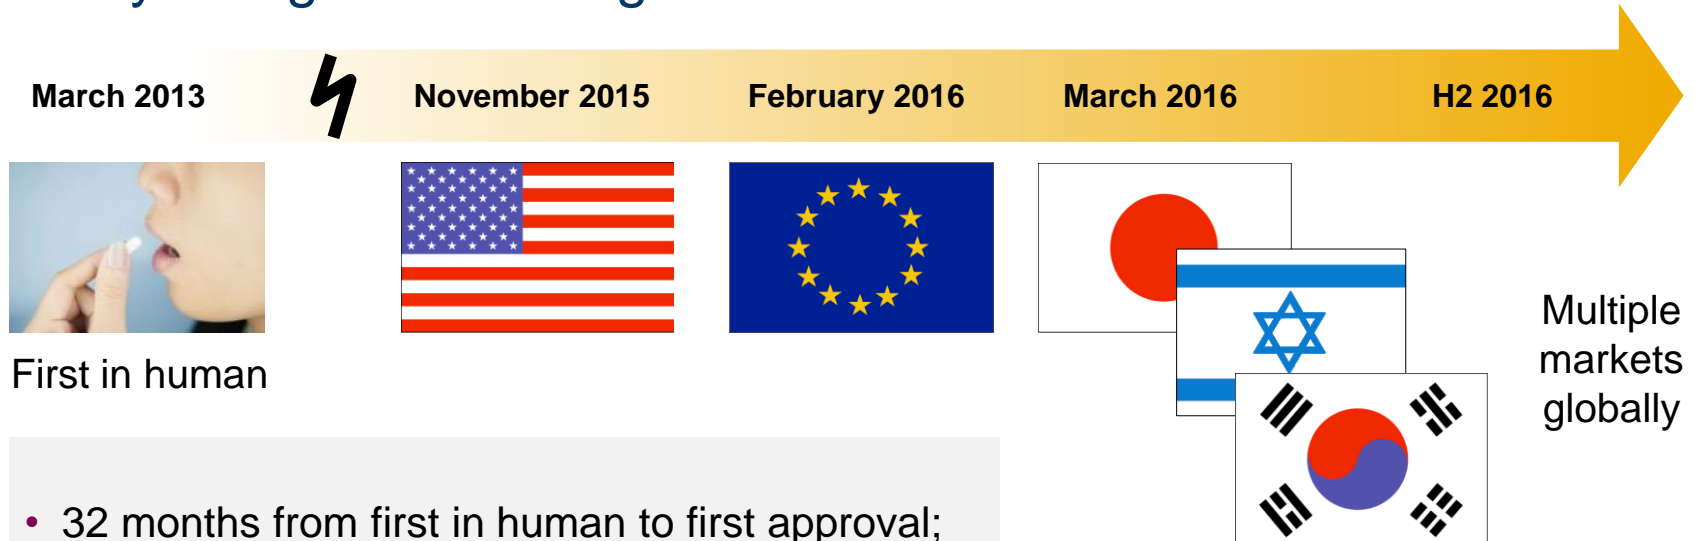 March 2013
November 2015
February 2016
March 2016
H2 2016
First in human
Multiple
markets
globally
• 32 months from first in human to first approval;